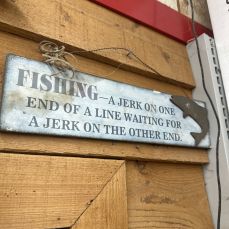 FISHING—A JERK ON ONE
END OF A LINE WAITING FOR
A JERK ON THE OTHER END.